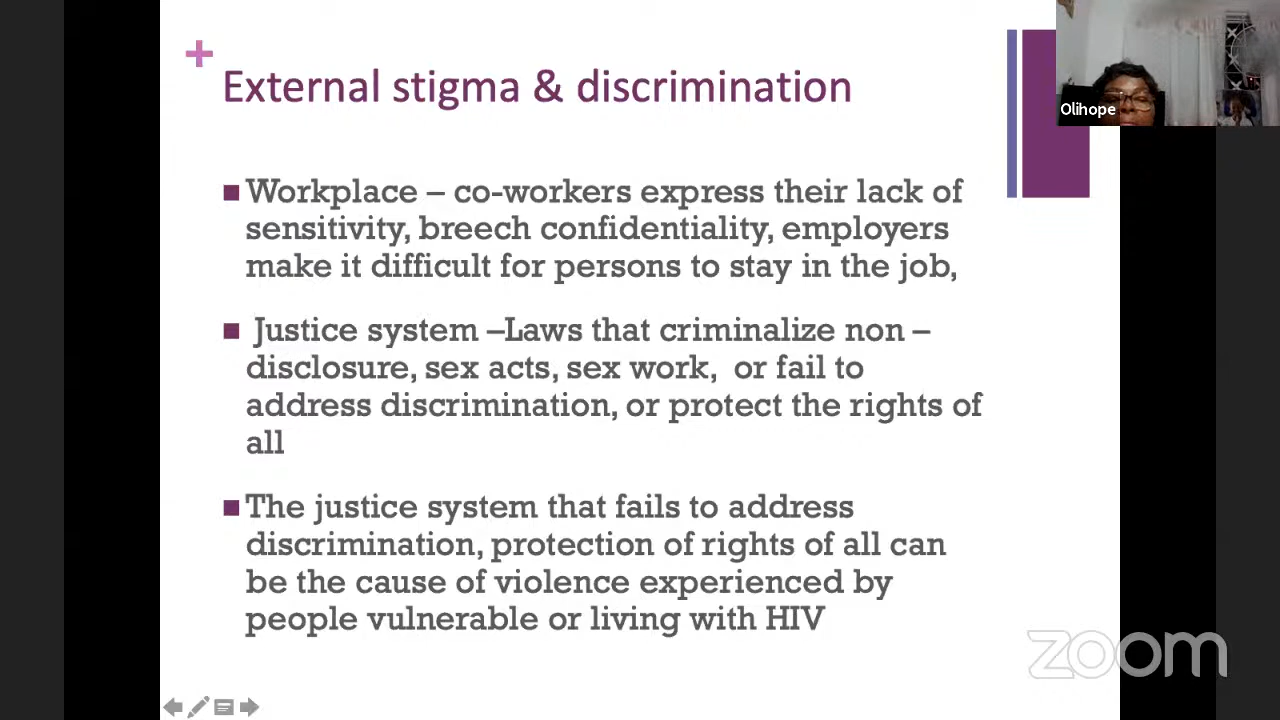 External stigma & discrimination
Olihope
Workplace – co-workers express their lack of
sensitivity, breech confidentiality, employers
make it difficult for persons to stay in the job,
Justice system –Laws that criminalize non –
disclosure, sex acts, sex work, or fail to
address discrimination, or protect the rights of
all
The justice system that fails to address
discrimination, protection of rights of all can
be the cause of violence experienced by
people vulnerable or living with HIV
zoom